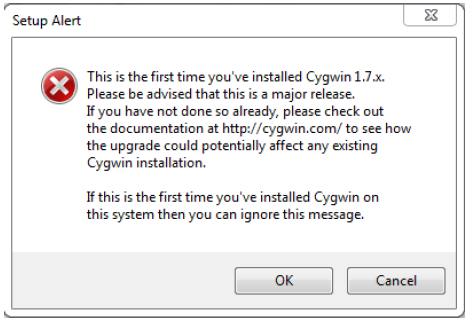 Setup Alert
This is the first time you've installed Cygwin 1.7.x.
Please be advised that this is a major release.
If you have not done so already, please check out
the documentation at http://cygwin.com/ to see how
the upgrade could potentially affect any existing
Cygwin installation.
If this is the first time you've installed Cygwin on
this system then you can ignore this message.
OK
Cancel